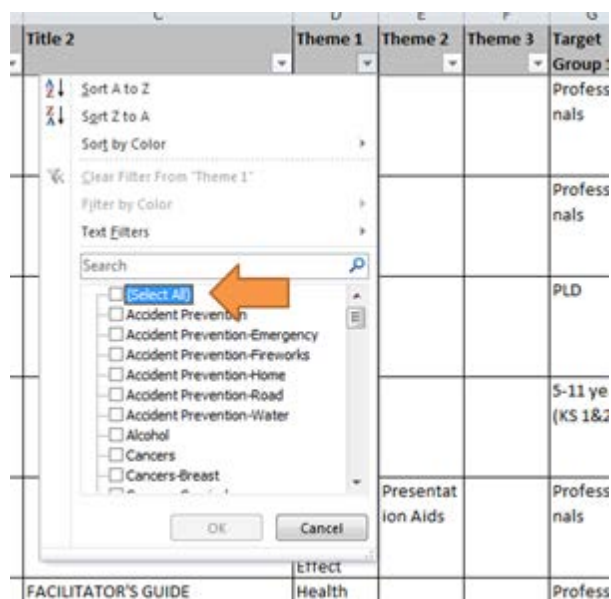 C D E F G
Title 2 Theme 1 Theme 2 Theme 3 Target
Group 1
Sort A to Z
Sort Z to A
Sort by Color
Clear Filter From "Theme 1"
Filter by Color
Text Filters
Search
(Select All)
Accident Prevention
Accident Prevention-Emergency
Accident Prevention-Fireworks
Accident Prevention-Home
Accident Prevention-Road
Accident Prevention-Water
Alcohol
Cancers
Cancers-Breast
OK Cancel
Profess
nals
Profess
nals
PLD
5-11 ye
(KS 1&2
Presentat
ion Aids
Profess
nals
Effect
FACILITATOR'S GUIDE Health Profess